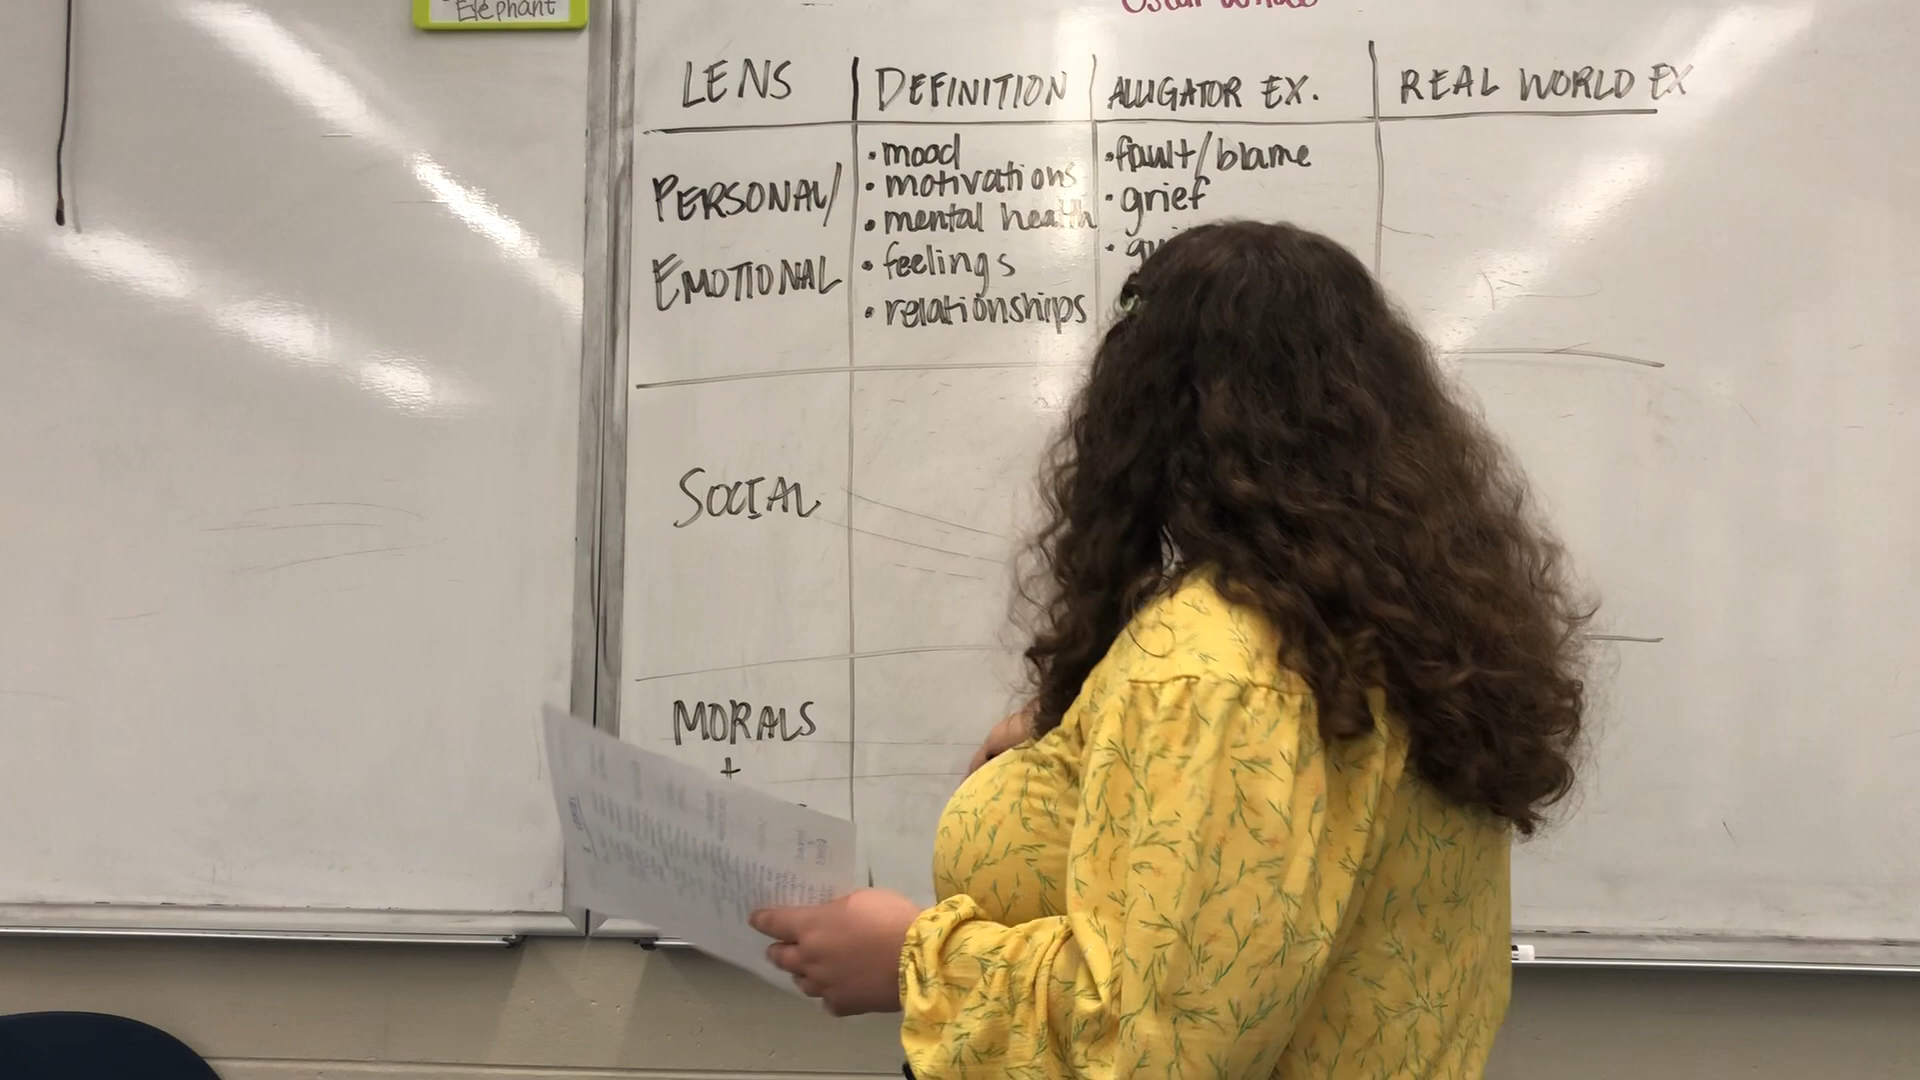 Elephant
LENS
DEFINITION
ALLIGATOR EX.
REAL WORLD EX
PERSONAL/
EMOTIONAL
• mood
• motivations
• mental health
• feelings
• relationships
• fault/blame
• grief
SOCIAL
MORALS
+